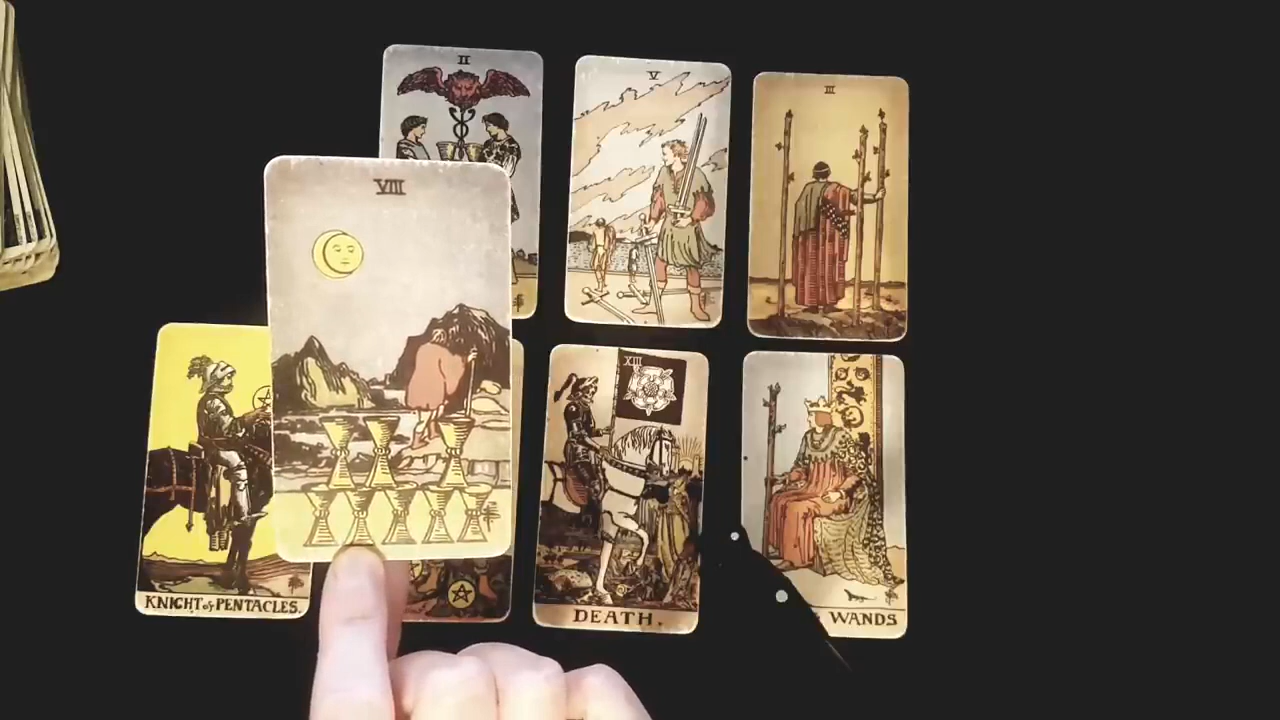 II
V
III
VIII
XIII
KNIGHT of PENTACLES.
DEATH.
WANDS